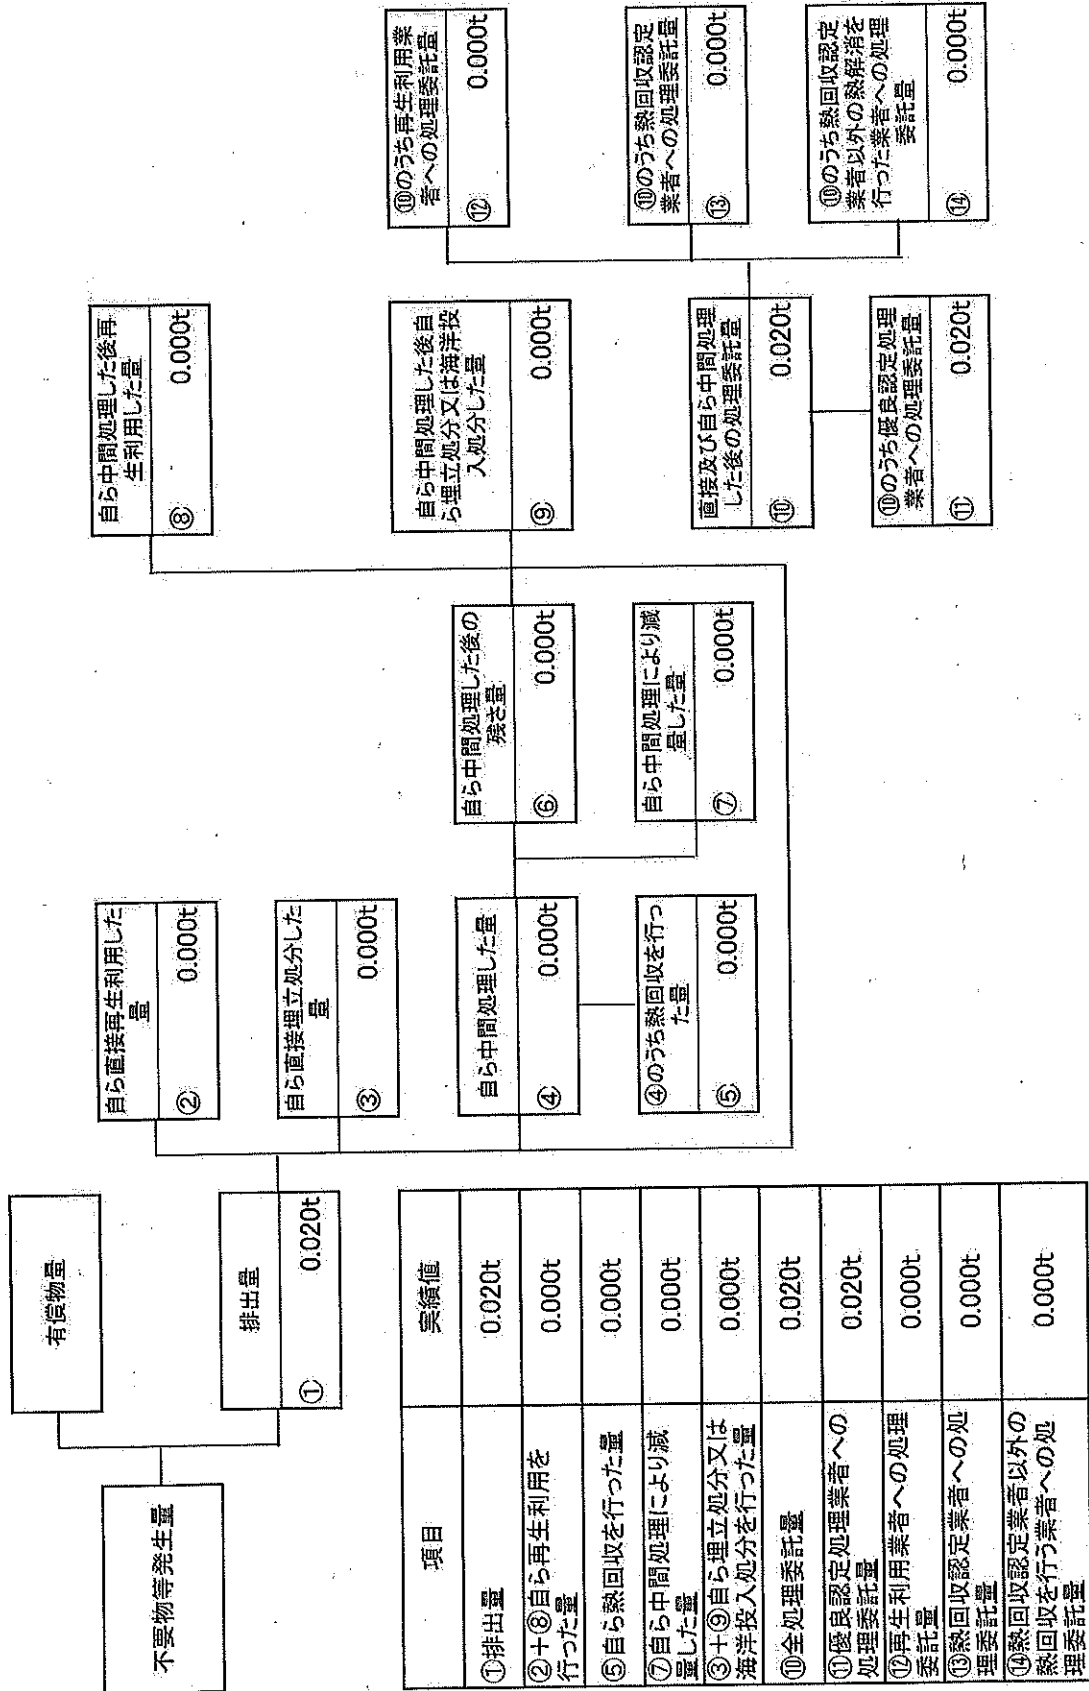 不要物等発生量
有償物量
排出量
① 0.020t
自ら直接再生利用した
量
② 0.000t
自ら直接埋立処分した
量
③ 0.000t
自ら中間処理した量
④ 0.000t
④のうち熱回収を行っ
た量
⑤ 0.000t
自ら中間処理した後の
残さ量
⑥ 0.000t
自ら中間処理により減
量した量
⑦ 0.000t
自ら中間処理した後再
生利用した量
⑧ 0.000t
自ら中間処理した後自
ら埋立処分又は海洋投
入処分した量
⑨ 0.000t
直接及び自ら中間処理
した後の処理委託量
⑩ 0.020t
⑩のうち優良認定処理
業者への処理委託量
⑪ 0.020t
⑩のうち再生利用業
者への処理委託量
⑫ 0.000t
⑩のうち熱回収認定
業者への処理委託量
⑬ 0.000t
⑩のうち熱回収認定
業者以外の熱解消を
行った業者への処理
委託量
⑭ 0.000t
項目 実績値
①排出量 0.020t
②+⑧自ら再生利用を
行った量 0.000t
⑤自ら熱回収を行った量 0.000t
⑦自ら中間処理により減
量した量 0.000t
③+⑨自ら埋立処分又は
海洋投入処分を行った量 0.000t
⑩全処理委託量 0.020t
⑪優良認定処理業者への
処理委託量 0.020t
⑫再生利用業者への処理
委託量 0.000t
⑬熱回収認定業者への処
理委託量 0.000t
⑭熱回収認定業者以外の
熱回収を行う業者への処
理委託量 0.000t